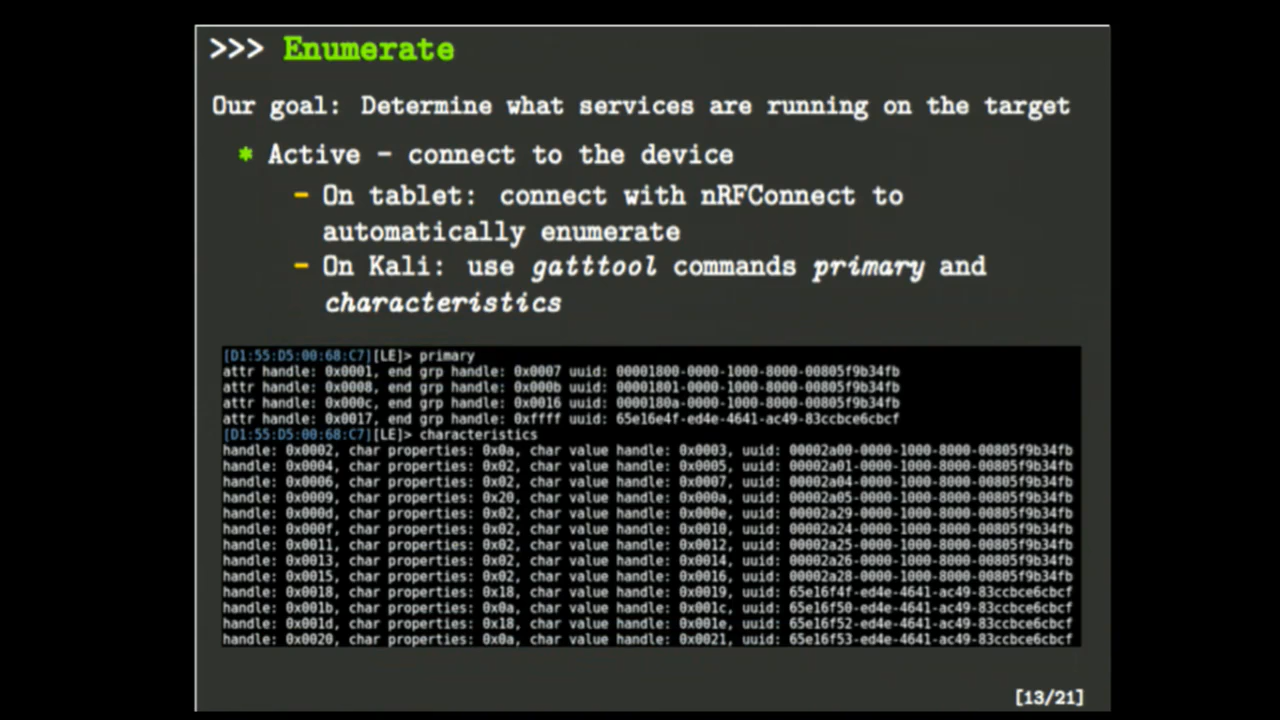 >>> Enumerate
Our goal: Determine what services are running on the target
* Active - connect to the device
- On tablet: connect with nRFConnect to
automatically enumerate
- On Kali: use gatttool commands primary and
characteristics
[D1:55:D5:00:68:C7][LE]> primary
attr handle: 0x0001, end grp handle: 0x0007 uuid: 00001800-0000-1000-8000-00805f9b34fb
attr handle: 0x0008, end grp handle: 0x000b uuid: 00001801-0000-1000-8000-00805f9b34fb
attr handle: 0x000c, end grp handle: 0x0016 uuid: 0000180a-0000-1000-8000-00805f9b34fb
attr handle: 0x0017, end grp handle: 0xffff uuid: 65e16e4f-ed4e-4641-ac49-83ccbce6cbcf
[D1:55:D5:00:68:C7][LE]> characteristics
handle: 0x0002, char properties: 0x0a, char value handle: 0x0003, uuid: 00002a00-0000-1000-8000-00805f9b34fb
handle: 0x0004, char properties: 0x02, char value handle: 0x0005, uuid: 00002a01-0000-1000-8000-00805f9b34fb
handle: 0x0006, char properties: 0x02, char value handle: 0x0007, uuid: 00002a04-0000-1000-8000-00805f9b34fb
handle: 0x0009, char properties: 0x20, char value handle: 0x000a, uuid: 00002a05-0000-1000-8000-00805f9b34fb
handle: 0x000d, char properties: 0x02, char value handle: 0x000e, uuid: 00002a29-0000-1000-8000-00805f9b34fb
handle: 0x000f, char properties: 0x02, char value handle: 0x0010, uuid: 00002a24-0000-1000-8000-00805f9b34fb
handle: 0x0011, char properties: 0x02, char value handle: 0x0012, uuid: 00002a25-0000-1000-8000-00805f9b34fb
handle: 0x0013, char properties: 0x02, char value handle: 0x0014, uuid: 00002a26-0000-1000-8000-00805f9b34fb
handle: 0x0015, char properties: 0x02, char value handle: 0x0016, uuid: 00002a28-0000-1000-8000-00805f9b34fb
handle: 0x0018, char properties: 0x18, char value handle: 0x0019, uuid: 65e16f4f-ed4e-4641-ac49-83ccbce6cbcf
handle: 0x001b, char properties: 0x0a, char value handle: 0x001c, uuid: 65e16f50-ed4e-4641-ac49-83ccbce6cbcf
handle: 0x001d, char properties: 0x18, char value handle: 0x001e, uuid: 65e16f52-ed4e-4641-ac49-83ccbce6cbcf
handle: 0x0020, char properties: 0x0a, char value handle: 0x0021, uuid: 65e16f53-ed4e-4641-ac49-83ccbce6cbcf
[13/21]